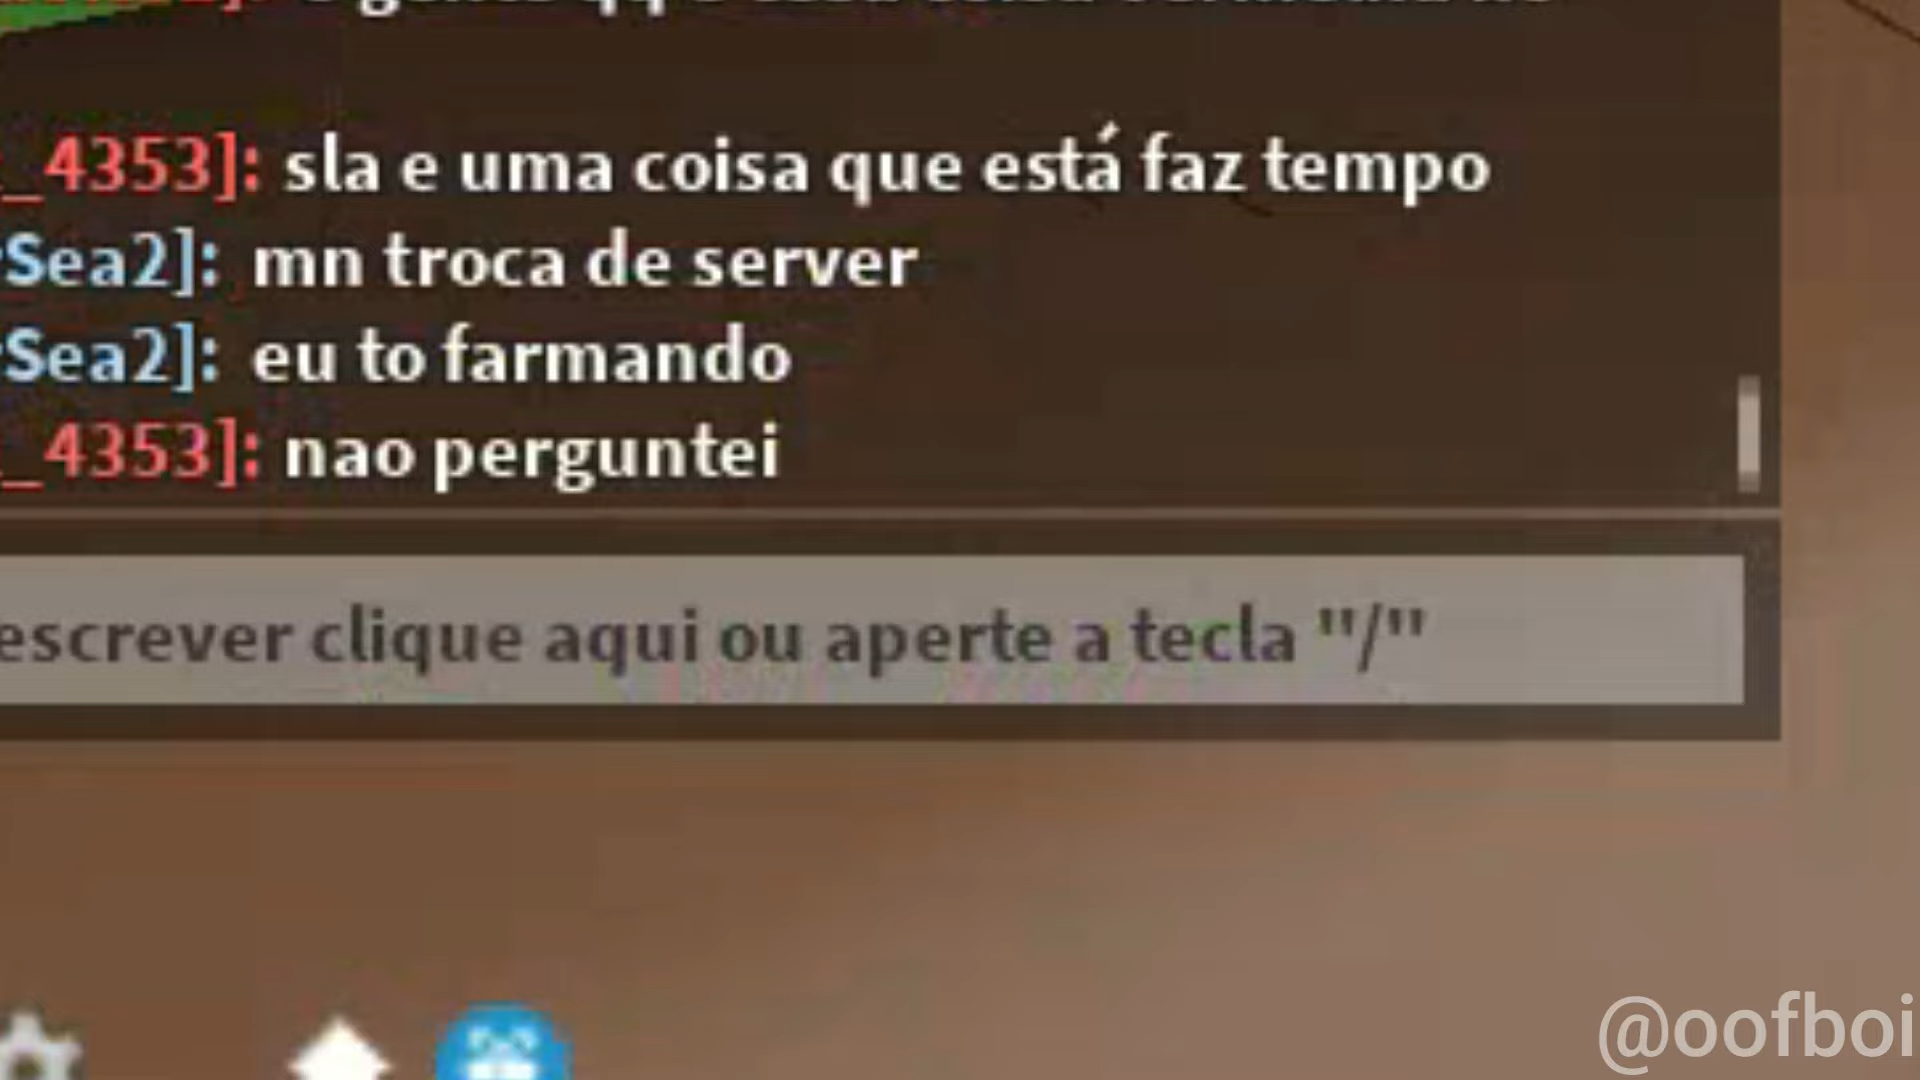 _4353]: sla e uma coisa que está faz tempo
Sea2]: mn troca de server
Sea2]: eu to farmando
_4353]: nao perguntei
escrever clique aqui ou aperte a tecla "/"
@oofboi